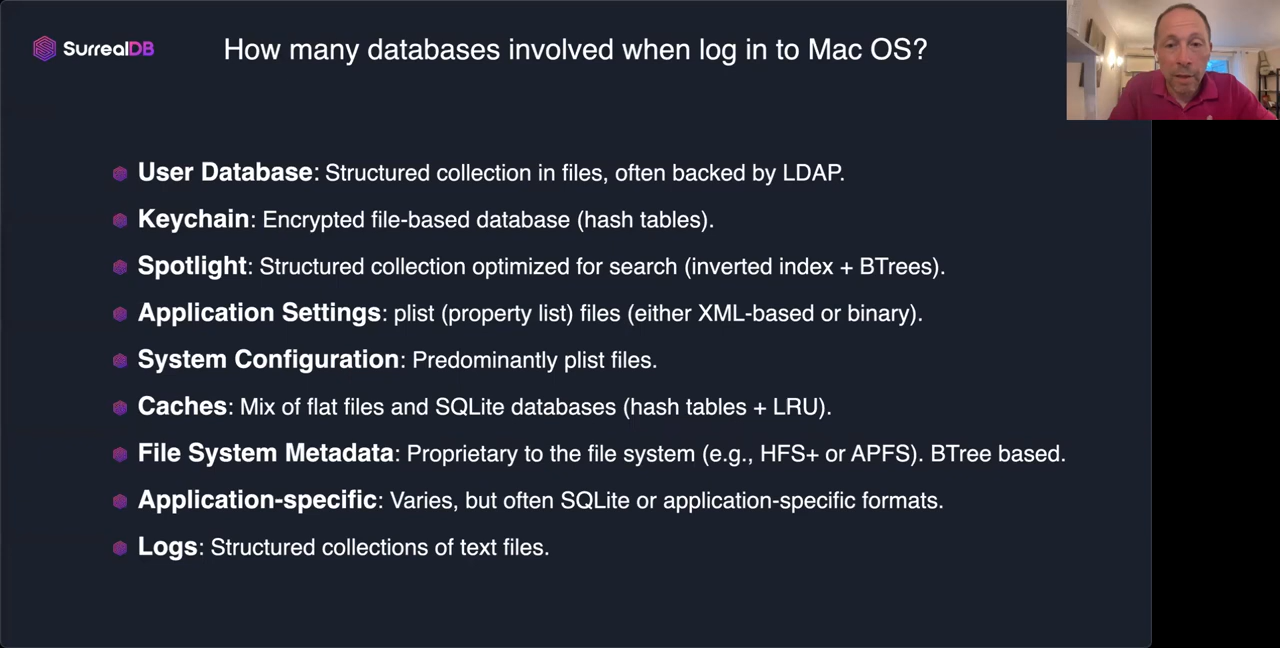 SurrealDB
How many databases involved when log in to Mac OS?
User Database: Structured collection in files, often backed by LDAP.
Keychain: Encrypted file-based database (hash tables).
Spotlight: Structured collection optimized for search (inverted index + BTrees).
Application Settings: plist (property list) files (either XML-based or binary).
System Configuration: Predominantly plist files.
Caches: Mix of flat files and SQLite databases (hash tables + LRU).
File System Metadata: Proprietary to the file system (e.g., HFS+ or APFS). BTree based.
Application-specific: Varies, but often SQLite or application-specific formats.
Logs: Structured collections of text files.